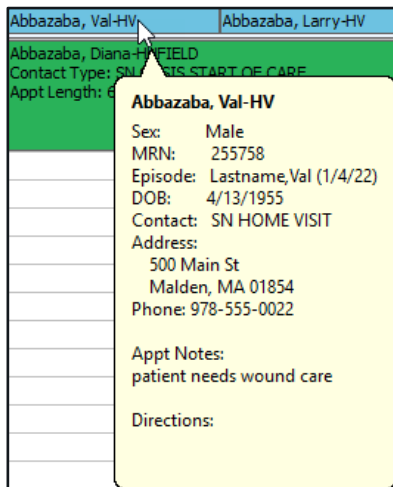 Abbazaba, Val-HV
Abbazaba, Larry-HV
Abbazaba, Diana-
FIELD
Contact Type: SN
START OF CARE
Appt Length: 6
Abbazaba, Val-HV
Sex: Male
MRN: 255758
Episode: Lastname,Val (1/4/22)
DOB: 4/13/1955
Contact: SN HOME VISIT
Address:
500 Main St
Malden, MA 01854
Phone: 978-555-0022
Appt Notes:
patient needs wound care
Directions: